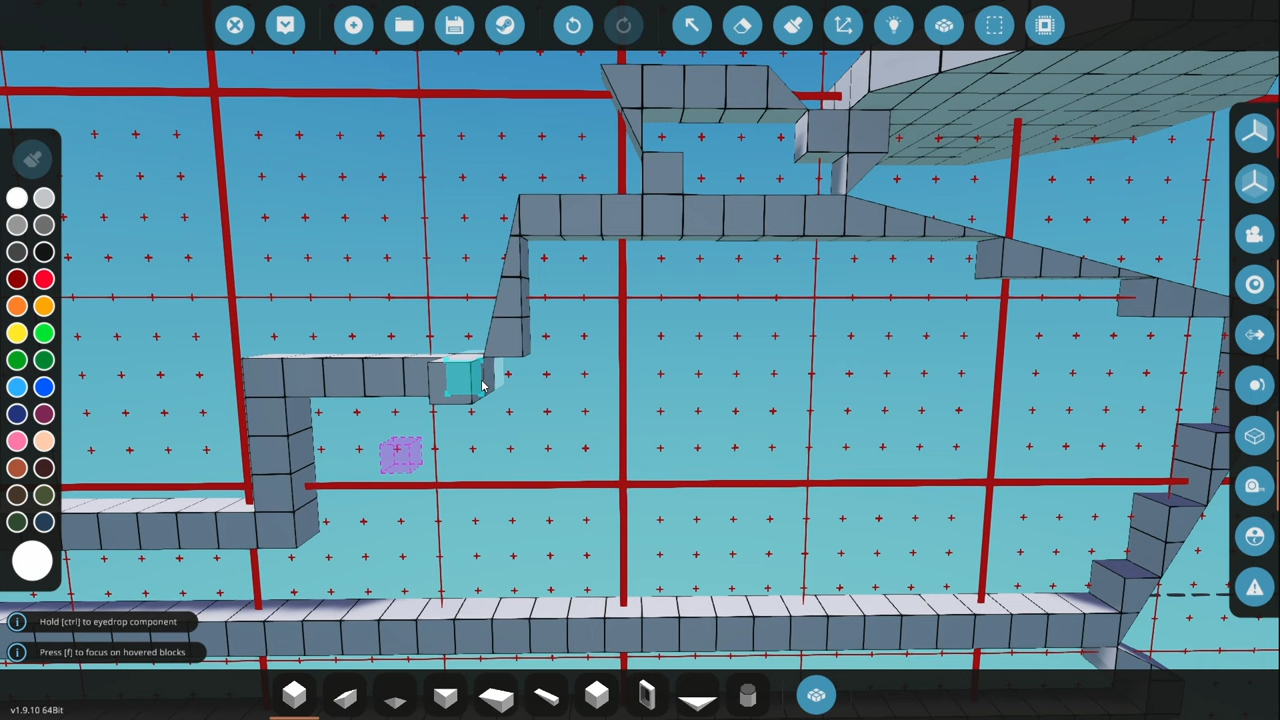 Hold [ctrl] to eyedrop component
Press [f] to focus on hovered blocks
v1.9.10 64Bit